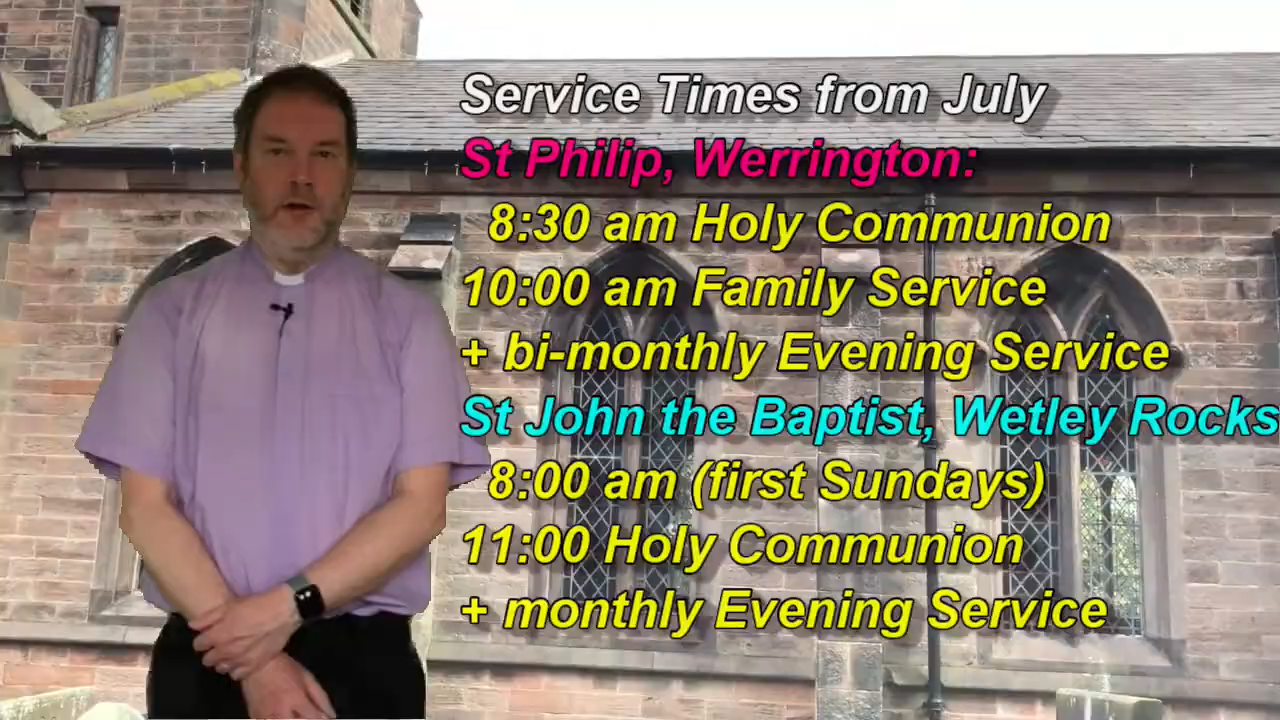 Service Times from July
St Philip, Werrington:
8:30 am Holy Communion
10:00 am Family Service
+ bi-monthly Evening Service
St John the Baptist, Wetley Rocks
8:00 am (first Sundays)
11:00 Holy Communion
+ monthly Evening Service